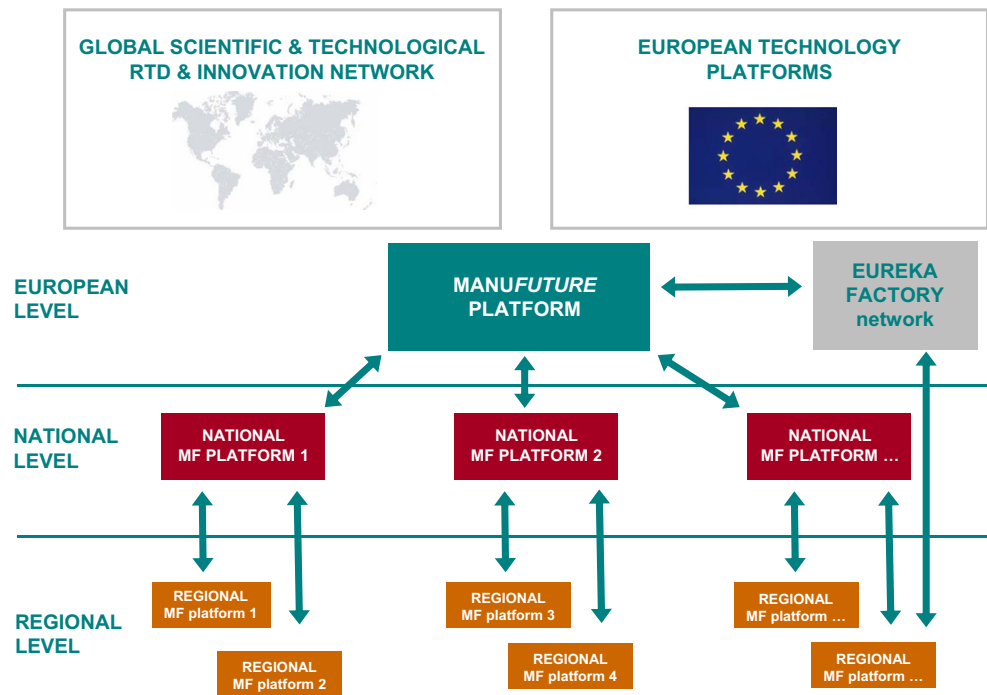 GLOBAL SCIENTIFIC & TECHNOLOGICAL
RTD & INNOVATION NETWORK
EUROPEAN TECHNOLOGY
PLATFORMS
EUROPEAN
LEVEL
MANUFUTURE
PLATFORM
EUREKA
FACTORY
network
NATIONAL
LEVEL
NATIONAL
MF PLATFORM 1
NATIONAL
MF PLATFORM 2
NATIONAL
MF PLATFORM …
REGIONAL
LEVEL
REGIONAL
MF platform 1
REGIONAL
MF platform 2
REGIONAL
MF platform 3
REGIONAL
MF platform 4
REGIONAL
MF platform …
REGIONAL
MF platform …